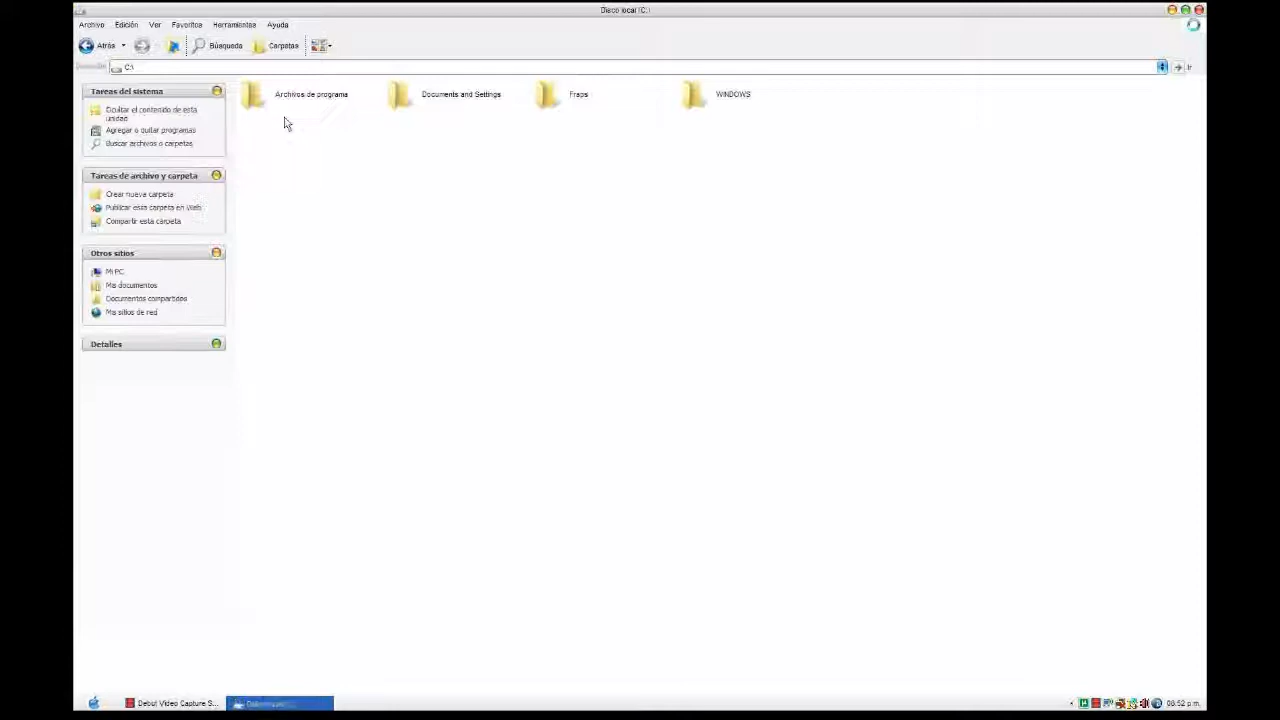 Disco local (C:)
Archivo Edición Ver Favoritos Herramientas Ayuda
Atrás Búsqueda Carpetas
C:\ Ir
Tareas del sistema
Ocultar el contenido de esta
unidad
Agregar o quitar programas
Buscar archivos o carpetas
Tareas de archivo y carpeta
Crear nueva carpeta
Publicar esta carpeta en Web
Compartir esta carpeta
Otros sitios
Mi PC
Mis documentos
Documentos compartidos
Mis sitios de red
Detalles
Archivos de programa Documents and Settings Fraps WINDOWS
Debut Video Capture S...
08:52 p.m.